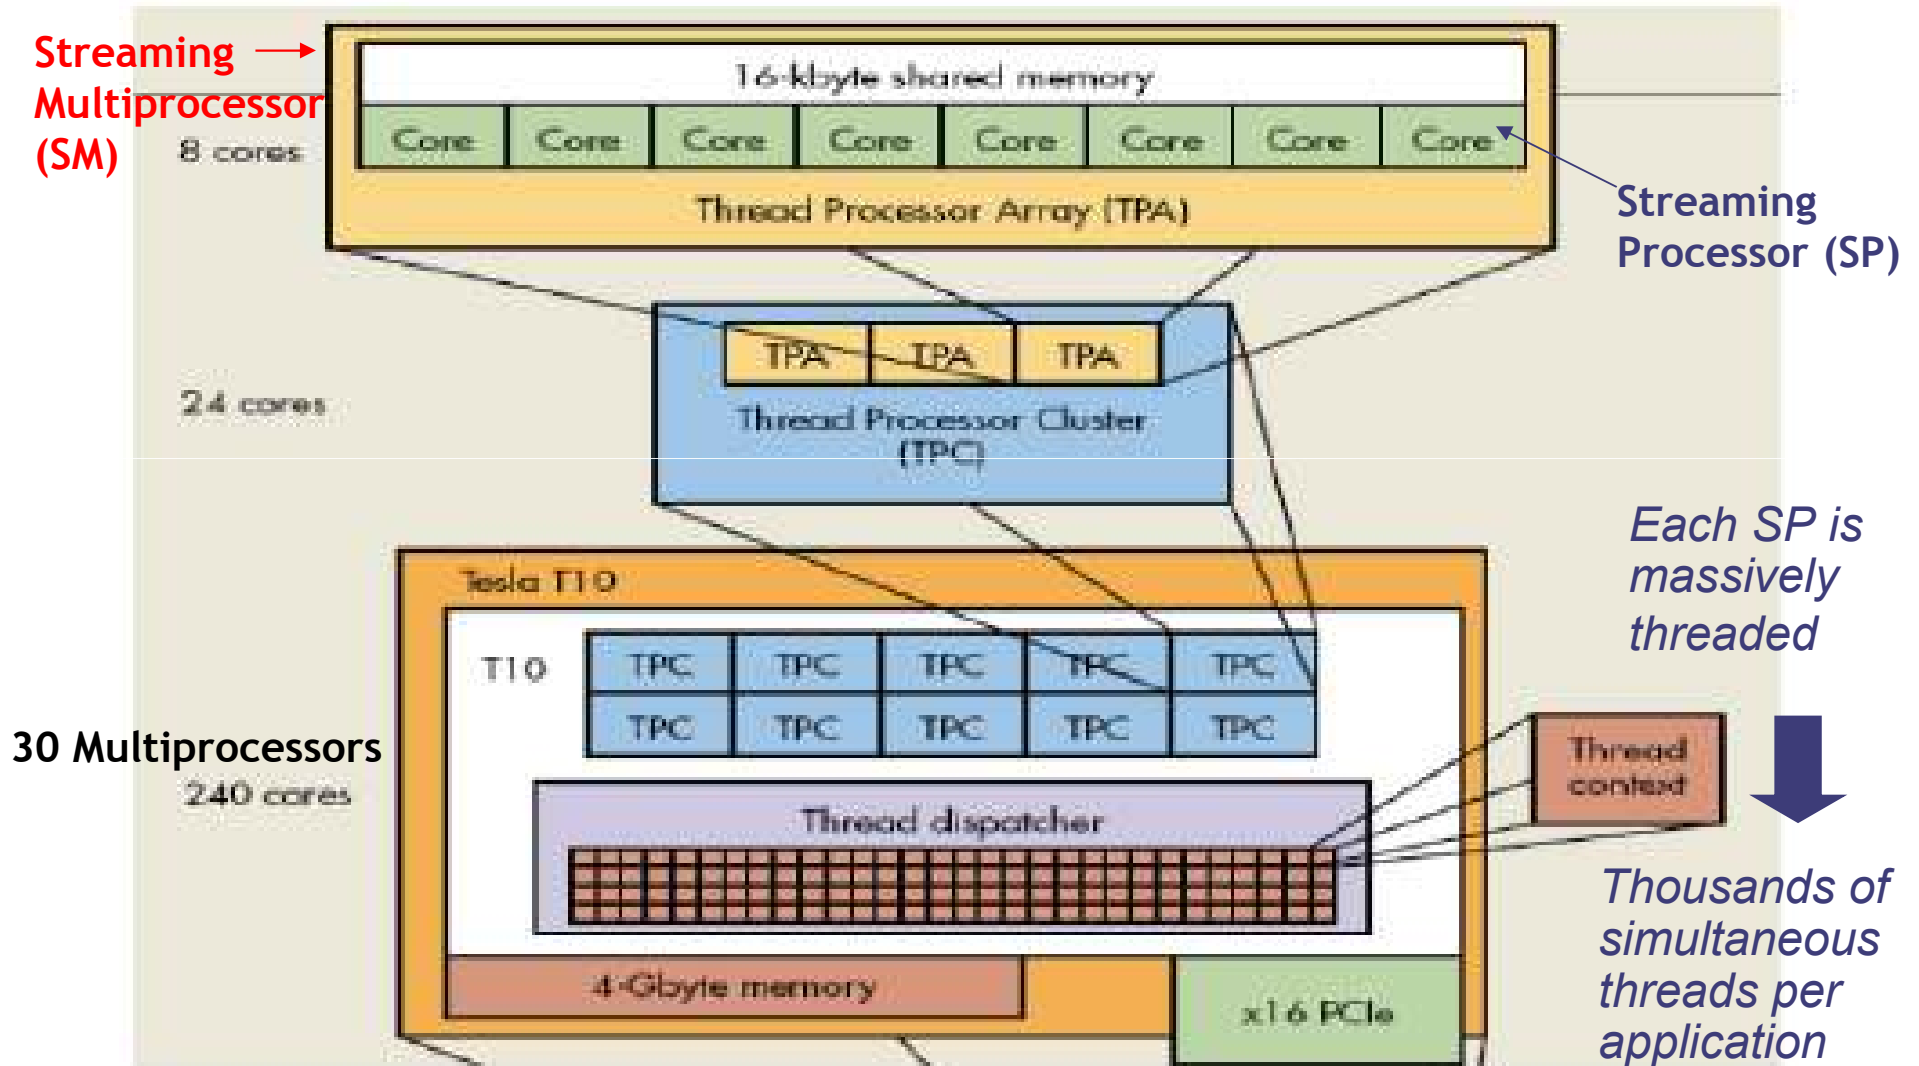 Streaming
Multiprocessor
(SM)
16-kbyte shared memory
8 cores
Core Core Core Core Core Core Core Core
Thread Processor Array (TPA)
Streaming
Processor (SP)
TPA TPA TPA
24 cores
Thread Processor Cluster
(TPC)
Each SP is
massively
threaded
Tesla T10
T10
TPC TPC TPC TPC TPC
TPC TPC TPC TPC TPC
30 Multiprocessors
240 cores
Thread
context
Thread dispatcher
Thousands of
simultaneous
threads per
application
4-Gbyte memory
x16 PCIe